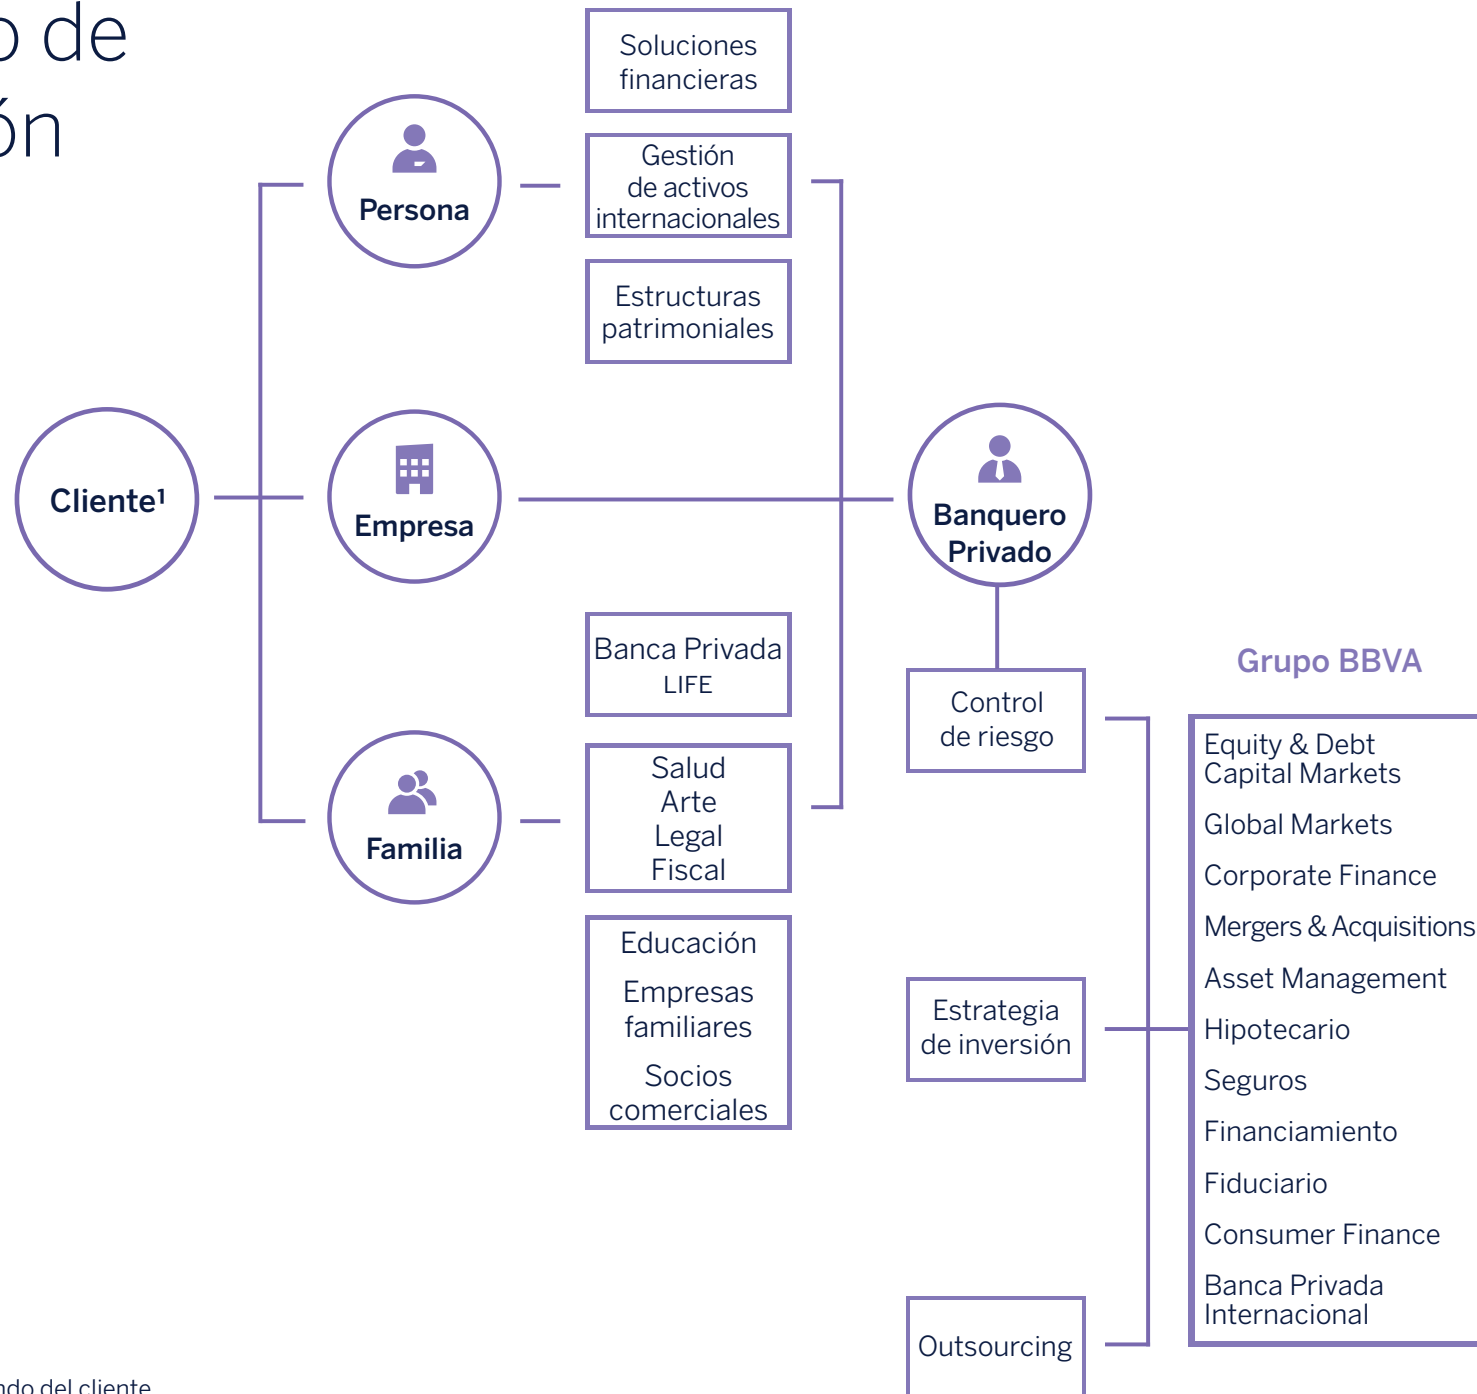 de
Soluciones
financieras
Gestión
de activos
internacionales
Estructuras
patrimoniales
Persona
Cliente¹
Empresa
Banquero
Privado
Banca Privada
LIFE
Familia
Salud
Arte
Legal
Fiscal
Educación
Empresas
familiares
Socios
comerciales
Control
de riesgo
Estrategia
de inversión
Outsourcing
Grupo BBVA
Equity & Debt
Capital Markets
Global Markets
Corporate Finance
Mergers & Acquisitions
Asset Management
Hipotecario
Seguros
Financiamiento
Fiduciario
Consumer Finance
Banca Privada
Internacional
del cliente